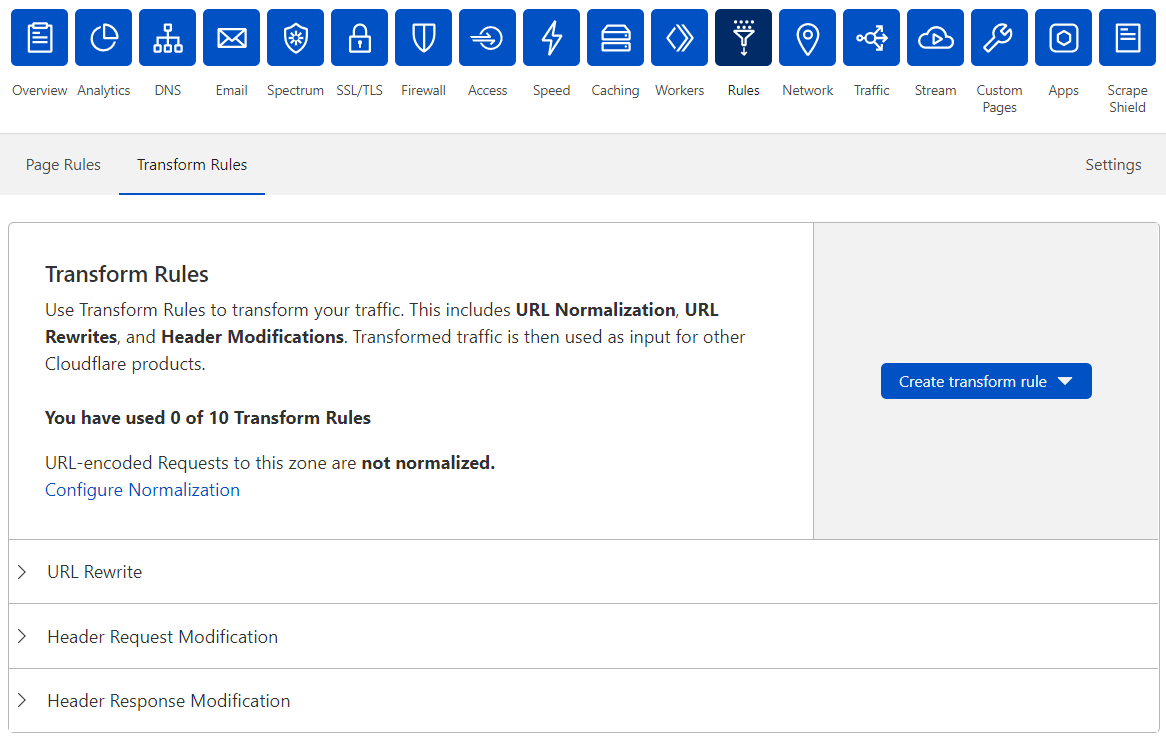 Overview Analytics DNS Email Spectrum SSL/TLS Firewall Access Speed Caching Workers Rules Network Traffic Stream Custom Pages Apps Scrape Shield
Page Rules Transform Rules Settings
Transform Rules
Use Transform Rules to transform your traffic. This includes URL Normalization, URL
Rewrites, and Header Modifications. Transformed traffic is then used as input for other
Cloudflare products.
Create transform rule
You have used 0 of 10 Transform Rules
URL-encoded Requests to this zone are not normalized.
Configure Normalization
URL Rewrite
Header Request Modification
Header Response Modification